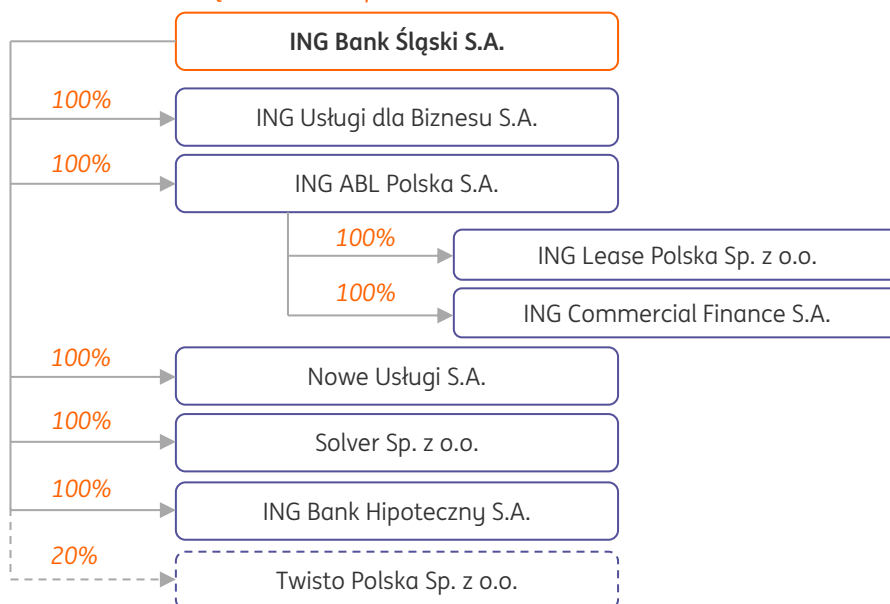 ING Bank Śląski S.A.
100%
ING Usługi dla Biznesu S.A.
100%
ING ABL Polska S.A.
100%
ING Lease Polska Sp. z o.o.
100%
ING Commercial Finance S.A.
100%
Nowe Usługi S.A.
100%
Solver Sp. z o.o.
100%
ING Bank Hipoteczny S.A.
20%
Twisto Polska Sp. z o.o.